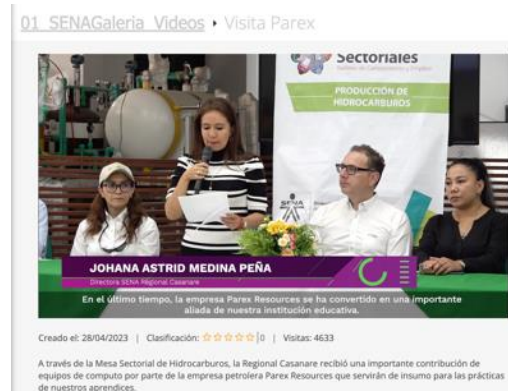 01_SENAGaleria_Videos • Visita Parex
Sectoriales
PRODUCCIÓN DE
HIDROCARBUROS
SENA
JOHANA ASTRID MEDINA PEÑA
Directora SENA Regional Casanare
En el último tiempo, la empresa Parex Resources se ha convertido en una importante
aliada de nuestra institución educativa.
Creado el: 28/04/2023 | Clasificación: ☆☆☆☆☆|0 | Visitas: 4633
A través de la Mesa Sectorial de Hidrocarburos, la Regional Casanare recibió una importante contribución de
equipos de computo por parte de la empresa petrolera Parex Resources que servirán de insumo para las prácticas
de nuestros aprendices.